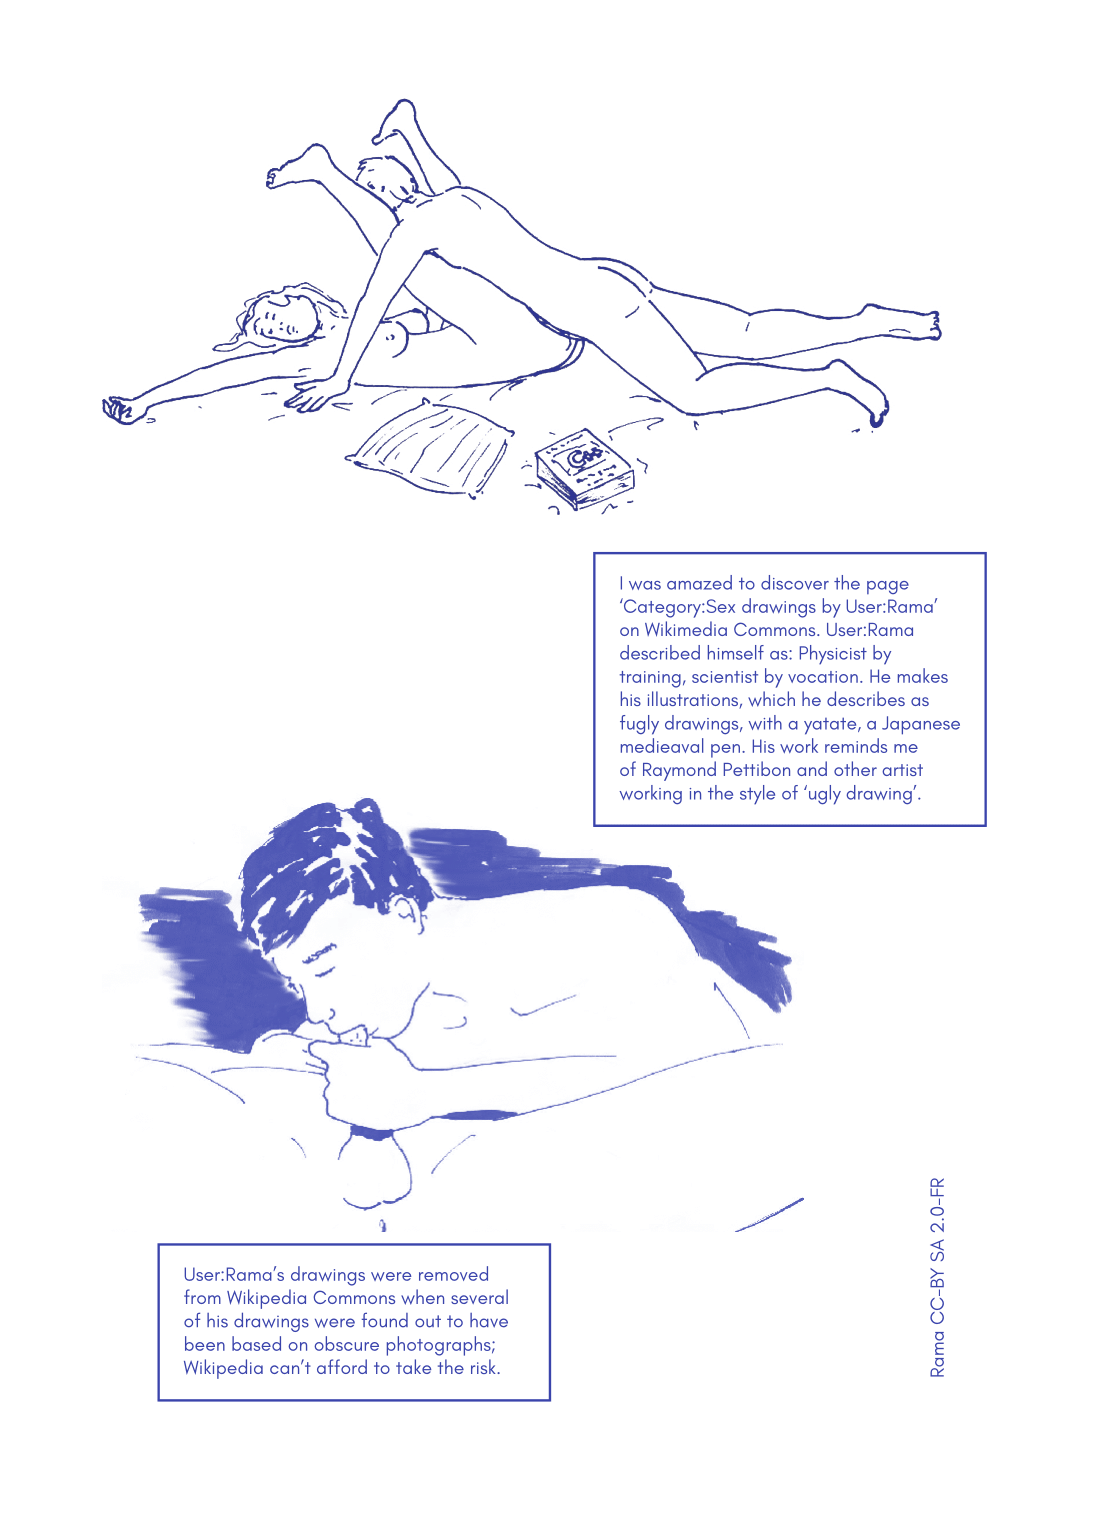 C++
I was amazed to discover the page
‘Category:Sex drawings by User:Rama’
on Wikimedia Commons. User:Rama
described himself as: Physicist by
training, scientist by vocation. He makes
his illustrations, which he describes as
fugly drawings, with a yatate, a Japanese
medieaval pen. His work reminds me
of Raymond Pettibon and other artist
working in the style of ‘ugly drawing’.
User:Rama’s drawings were removed
from Wikipedia Commons when several
of his drawings were found out to have
been based on obscure photographs;
Wikipedia can’t afford to take the risk.
Rama CC-BY SA 2.0-FR